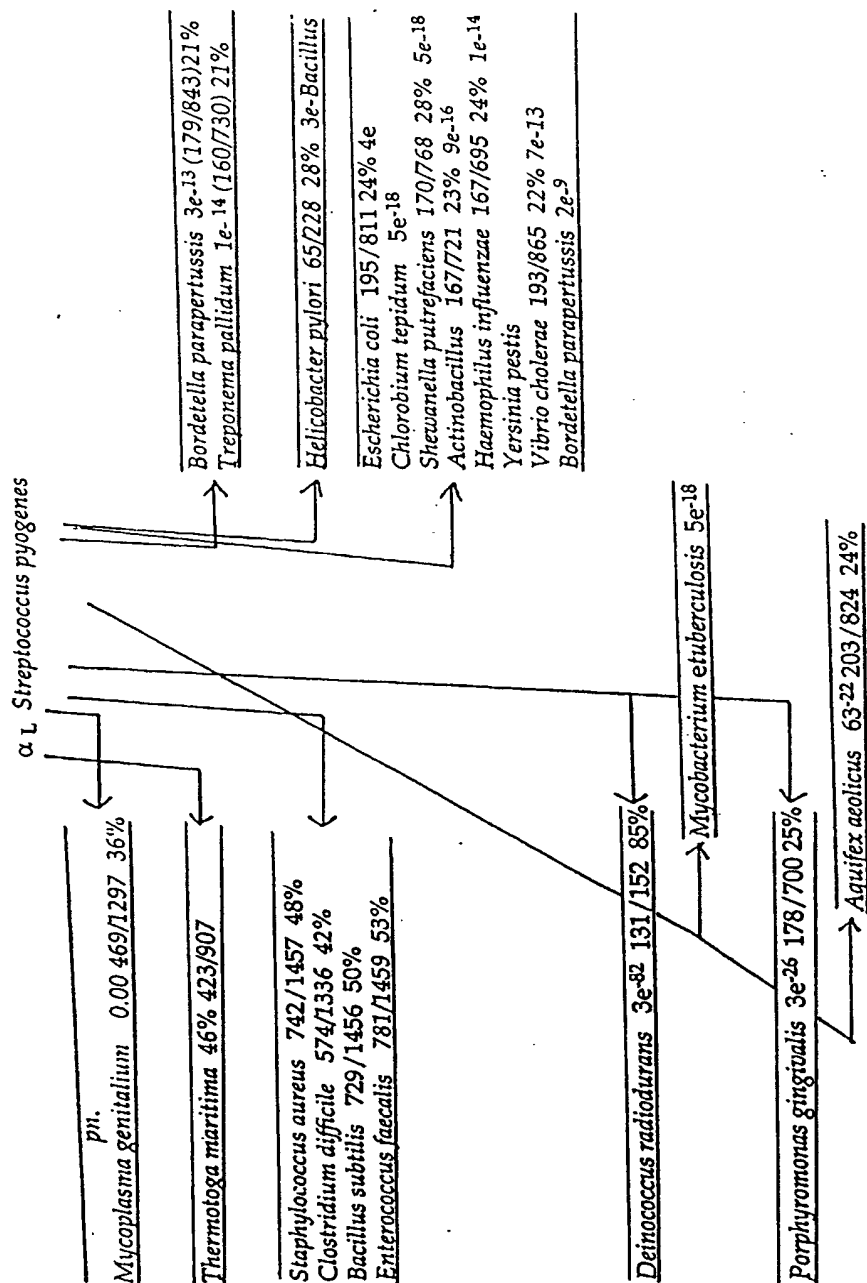 α L Streptococcus pyogenes
pn.
Mycoplasma genitalium 0.00 469/1297 36%
Thermotoga maritima 46% 423/907
Staphylococcus aureus 742/1457 48%
Clostridium difficile 574/1336 42%
Bacillus subtilis 729/1456 50%
Enterococcus faecalis 781/1459 53%
Deinococcus radiodurans 3e-82 131/152 85%
Porphyromonas gingivalis 3e-26 178/700 25%
Bordetella parapertussis 3e-13 (179/843)21%
Treponema pallidum 1e-14 (160/730) 21%
Helicobacter pylori 65/228 28% 3e-Bacillus
Escherichia coli 195/811 24% 4e
Chlorobium tepidum 5e-18
Shewanella putrefaciens 170/768 28% 5e-18
Actinobacillus 167/721 23% 9e-16
Haemophilus influenzae 167/695 24% 1e-14
Yersinia pestis
Vibrio cholerae 193/865 22% 7e-13
Bordetella parapertussis 2e-9
Mycobacterium etuberculosis 5e-18
Aquifex aeolicus 63-22 203/824 24%